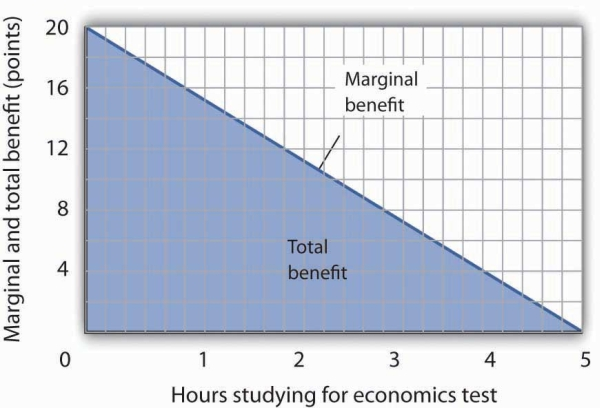 Marginal and total benefit (points)
20
16
12
8
4
0
Marginal
benefit
Total
benefit
1
2
3
4
5
Hours studying for economics test